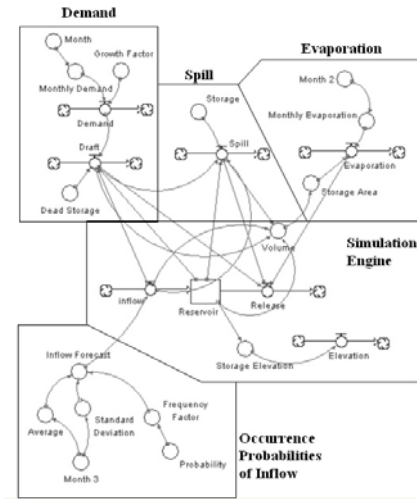 Demand
Month
Growth Factor
Monthly Demand
Demand
Draft
Dead Storage
Spill
Storage
Spill
Evaporation
Month 2
Monthly Evaporation
Evaporation
Storage Area
Volume
Simulation
Engine
inflow
Reservoir
Release
Storage Elevation
Elevation
Inflow Forecast
Average
Standard
Deviation
Frequency
Factor
Month 3
Probability
Occurrence
Probabilities
of Inflow